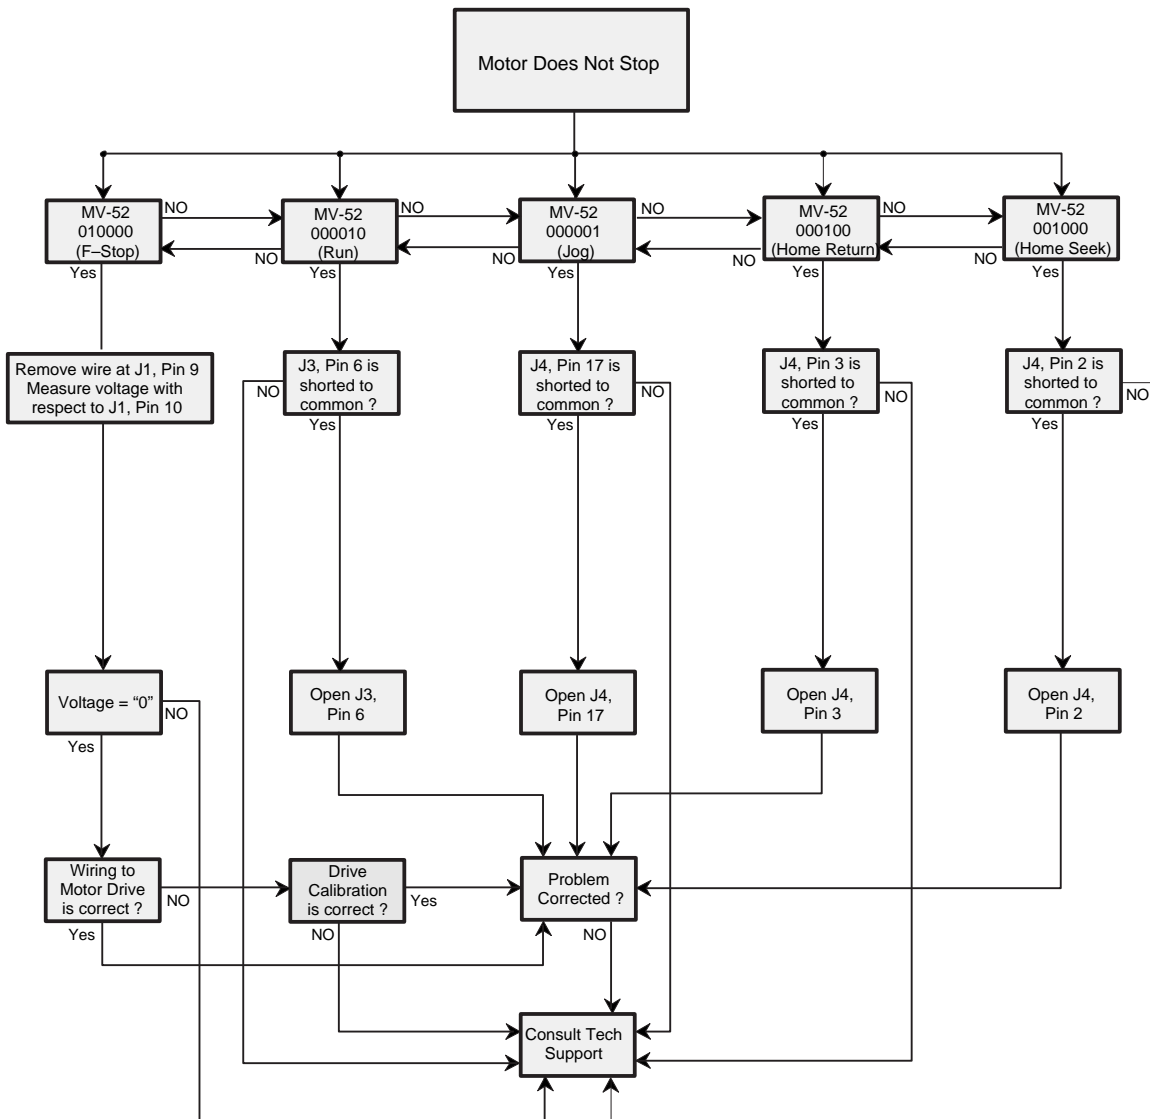 Motor Does Not Stop
MV-52
010000
(F–Stop)
NO
NO
Yes
MV-52
000010
(Run)
NO
NO
Yes
MV-52
000001
(Jog)
NO
NO
Yes
MV-52
000100
(Home Return)
NO
NO
Yes
MV-52
001000
(Home Seek)
Yes
Remove wire at J1, Pin 9
Measure voltage with
respect to J1, Pin 10
J3, Pin 6 is
shorted to
common ?
NO
Yes
J4, Pin 17 is
shorted to
common ?
NO
Yes
J4, Pin 3 is
shorted to
common ?
NO
Yes
J4, Pin 2 is
shorted to
common ?
NO
Yes
Voltage = “0”
NO
Yes
Open J3,
Pin 6
Open J4,
Pin 17
Open J4,
Pin 3
Open J4,
Pin 2
Wiring to
Motor Drive
is correct ?
NO
Yes
Drive
Calibration
is correct ?
Yes
NO
Problem
Corrected ?
NO
Consult Tech
Support